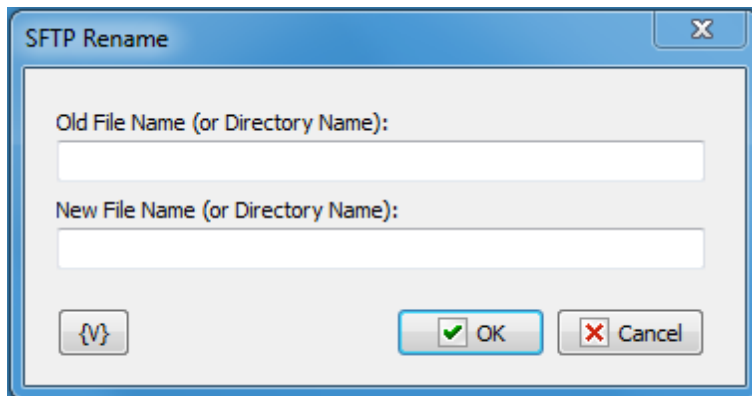 SFTP Rename
Old File Name (or Directory Name):
New File Name (or Directory Name):
{V} OK Cancel